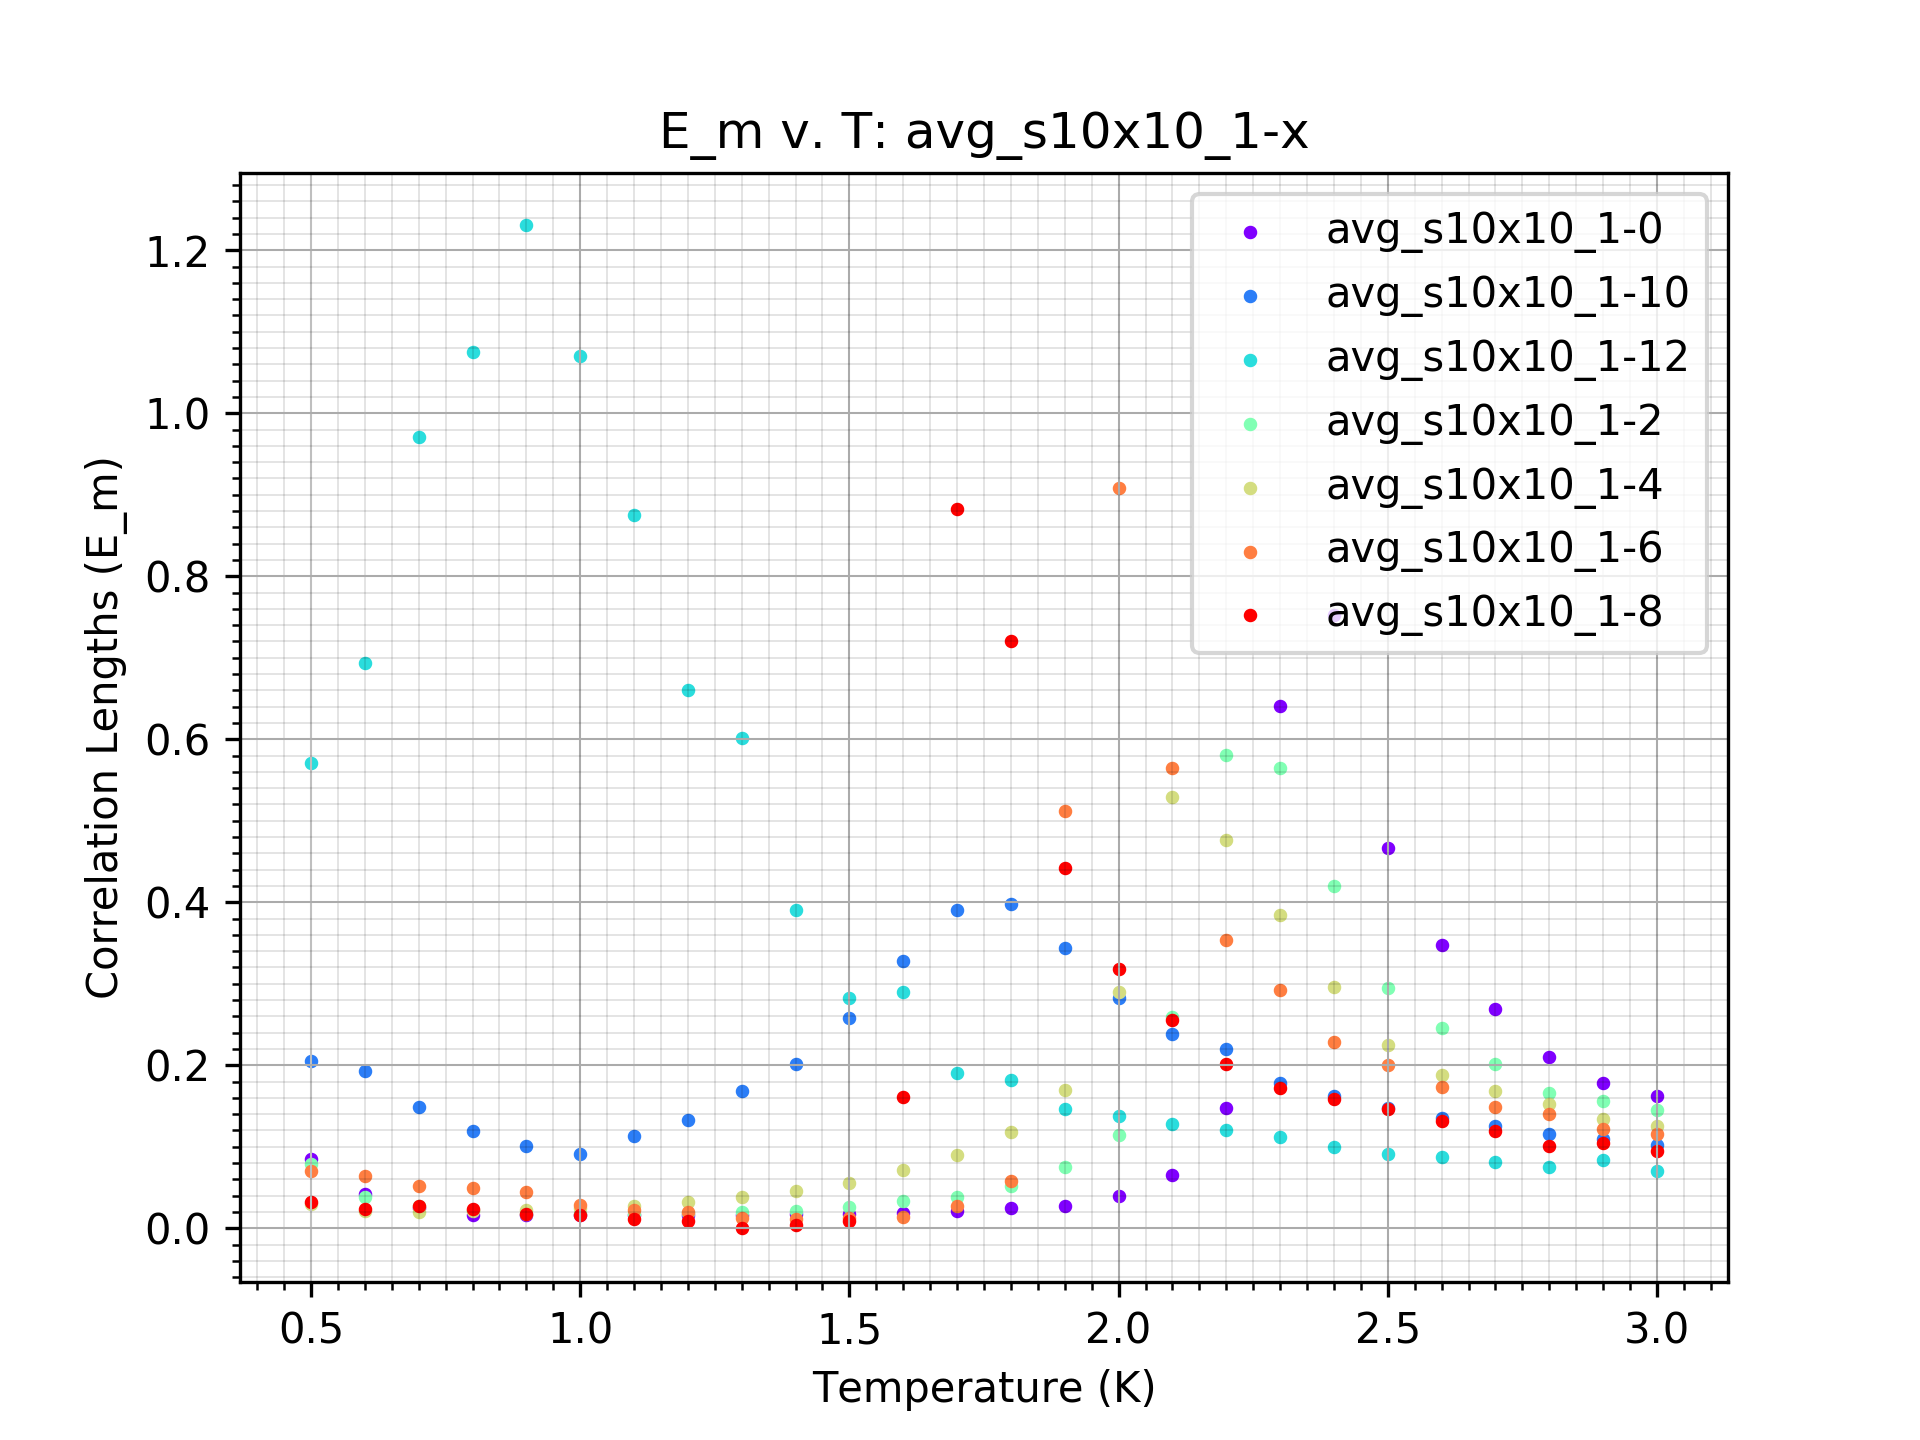 E_m v. T: avg_s10x10_1-x
avg_s10x10_1-0
avg_s10x10_1-10
avg_s10x10_1-12
avg_s10x10_1-2
avg_s10x10_1-4
avg_s10x10_1-6
avg_s10x10_1-8
Correlation Lengths (E_m)
1.2
1.0
0.8
0.6
0.4
0.2
0.0
0.5 1.0 1.5 2.0 2.5 3.0
Temperature (K)